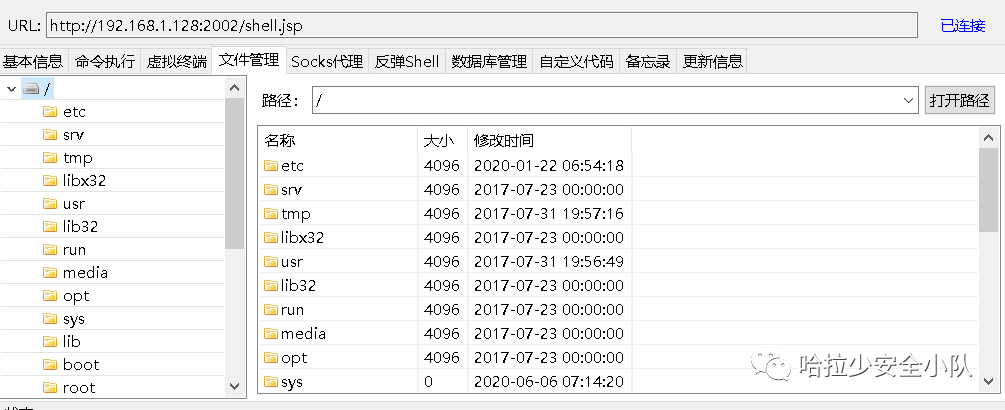 URL: http://192.168.1.128:2002/shell.jsp 已连接
基本信息 命令执行 虚拟终端 文件管理 Socks代理 反弹Shell 数据库管理 自定义代码 备忘录 更新信息
/
etc
srv
tmp
libx32
usr
lib32
run
media
opt
sys
lib
boot
root
路径: / 打开路径
名称 大小 修改时间
etc 4096 2020-01-22 06:54:18
srv 4096 2017-07-23 00:00:00
tmp 4096 2017-07-31 19:57:16
libx32 4096 2017-07-23 00:00:00
usr 4096 2017-07-31 19:56:49
lib32 4096 2017-07-23 00:00:00
run 4096 2017-07-23 00:00:00
media 4096 2017-07-23 00:00:00
opt 4096 2017-07-23 00:00:00
sys 0 2020-06-06 07:14:20
哈拉少安全小队